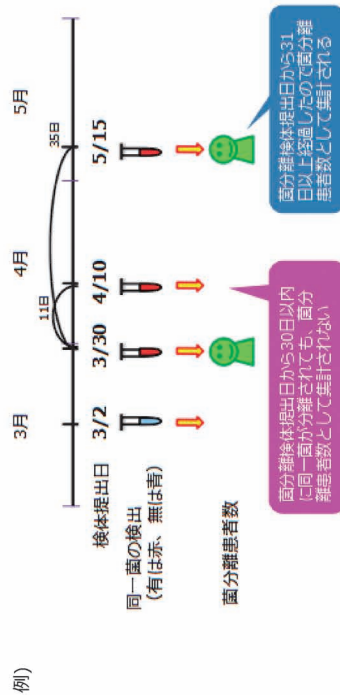 例)
3月
4月
5月
11日
35日
検体提出日
3/2
3/30
4/10
5/15
同一菌の検出
(有は赤、無は青)
菌分離患者数
菌分離検体提出日から30日以内
に同一菌が分離されても、菌分
離患者数として集計されない
菌分離検体提出日から31
日以上経過したので菌分離
患者数として集計される